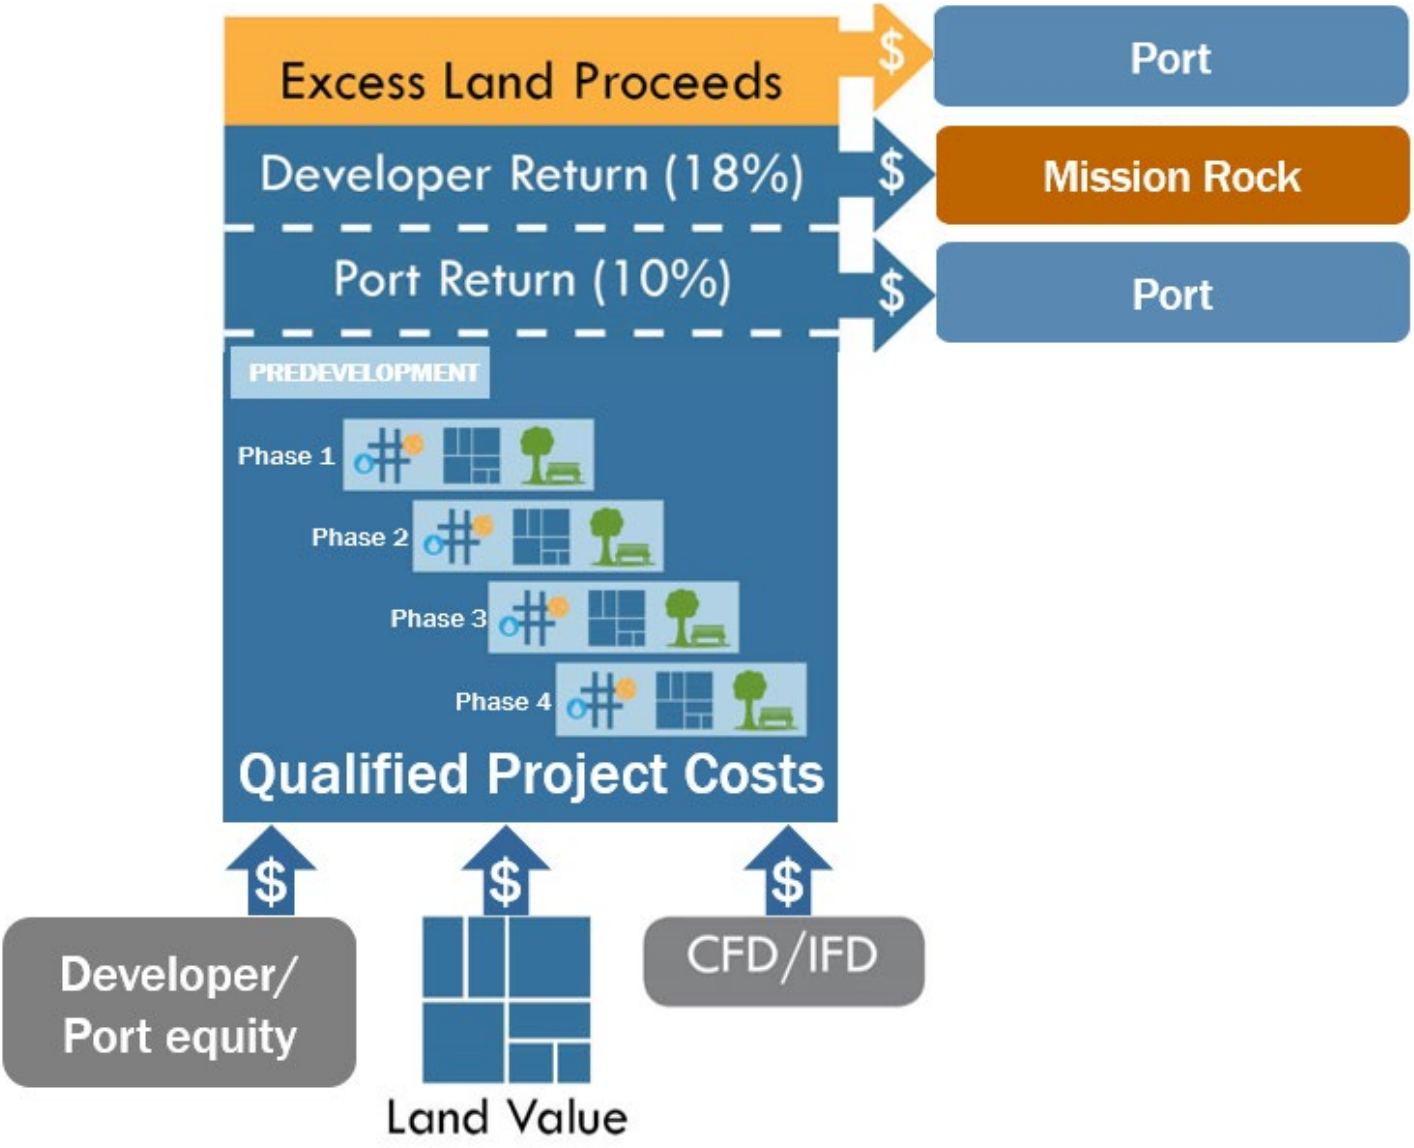 Excess Land Proceeds
$
Port
Developer Return (18%)
$
Mission Rock
Port Return (10%)
$
Port
PREDEVELOPMENT
Phase 1
Phase 2
Phase 3
Phase 4
Qualified Project Costs
$
$
$
Developer/
Port equity
Land Value
CFD/IFD